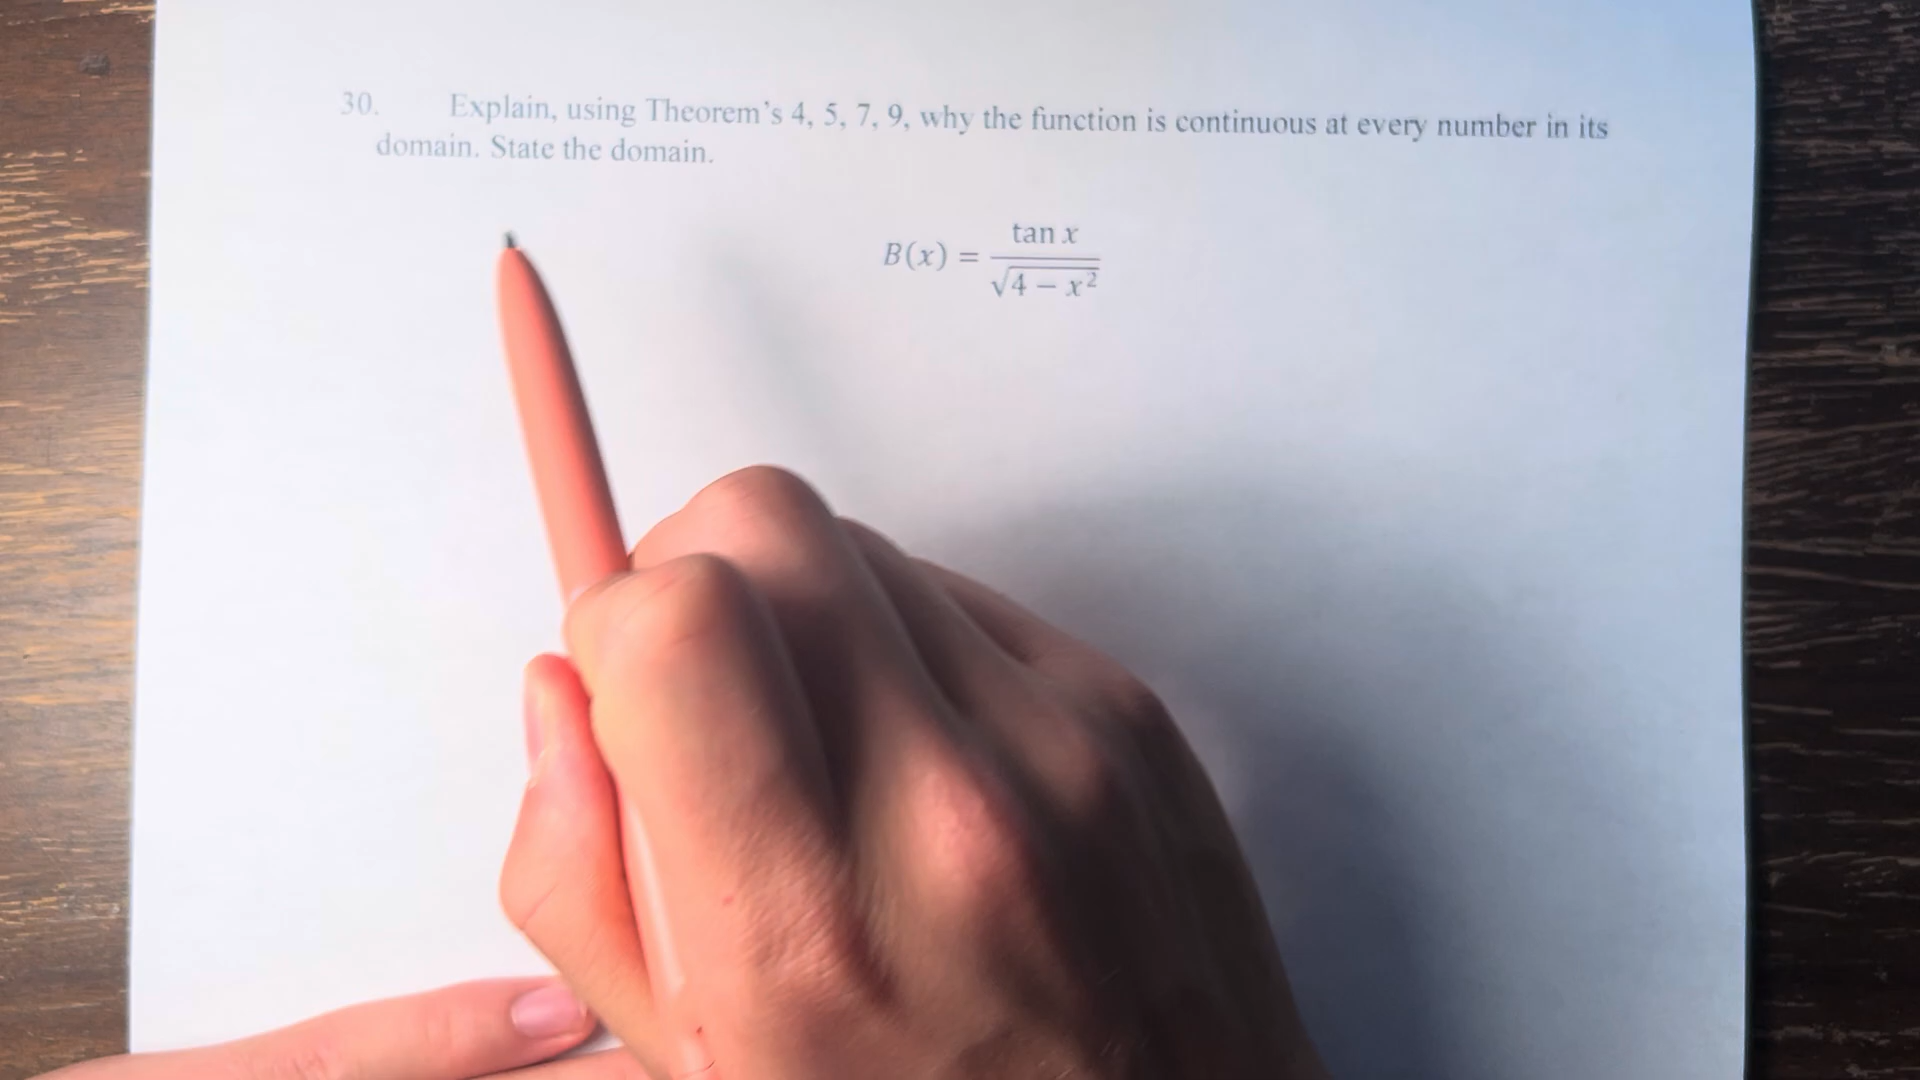 30. Explain, using Theorem’s 4, 5, 7, 9, why the function is continuous at every number in its
domain. State the domain.
B(x) = tan x / √4 − x²